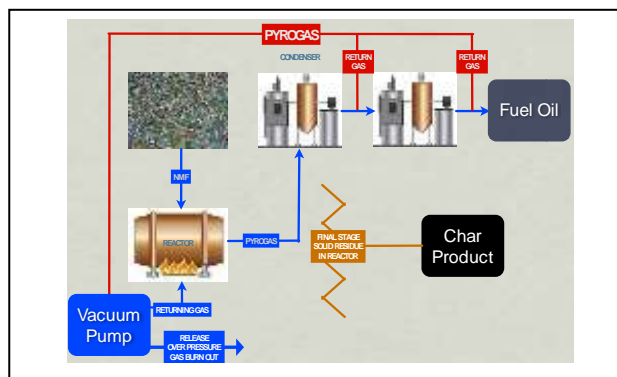 PYROGAS
CONDENSER
RETURN
GAS
RETURN
GAS
Fuel Oil
NMF
REACTOR
PYROGAS
FINAL STAGE
SOLID RESIDUE
IN REACTOR
Char
Product
Vacuum
Pump
RETURNING GAS
RELEASE
OVER PRESSURE
GAS BURN OUT